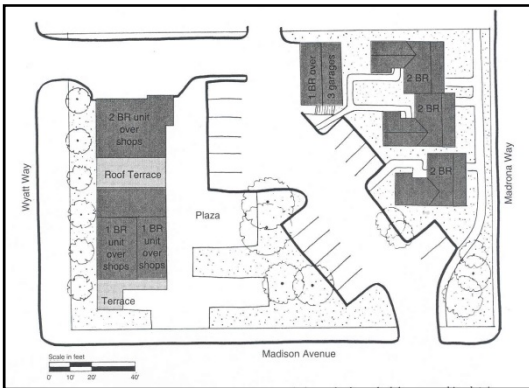 Wyatt Way
2 BR unit
over
shops
Roof Terrace
1 BR
unit
over
shops
1 BR
unit
over
shops
Terrace
Plaza
1 BR over
3 garages
2 BR
2 BR
2 BR
Madrona Way
Scale in feet
0' 10' 20' 40'
Madison Avenue